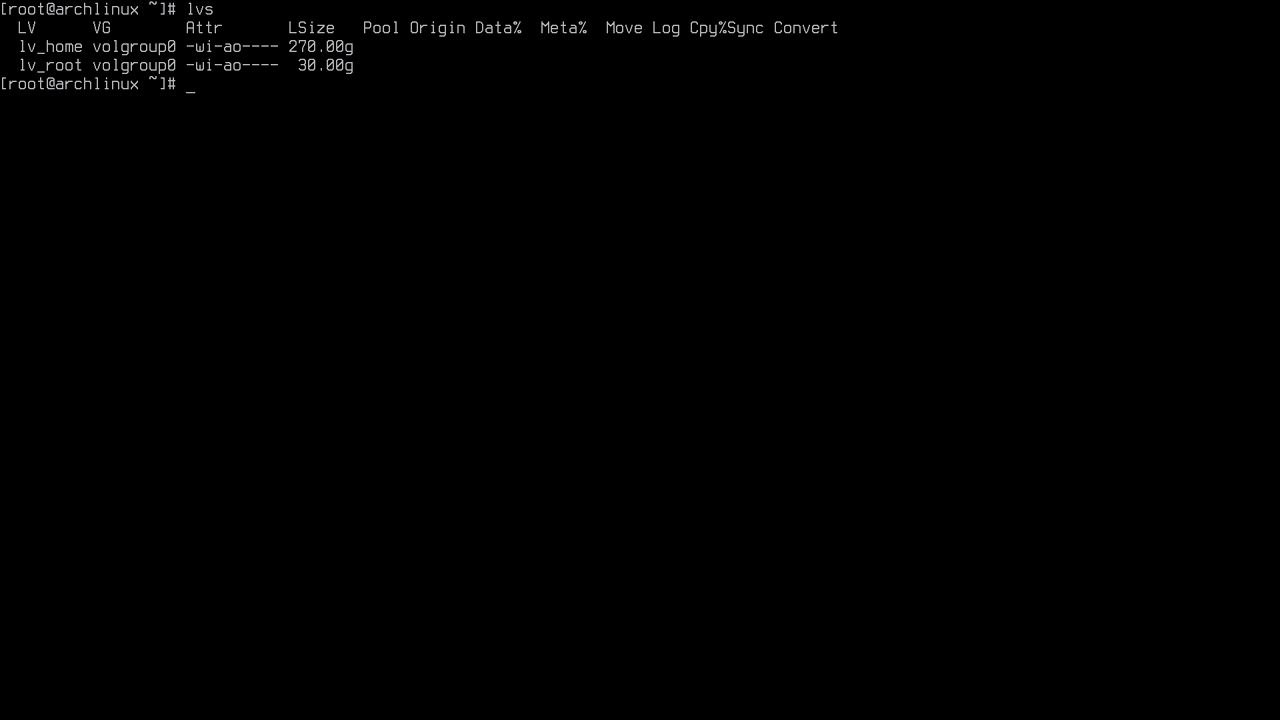 [root@archlinux ~]# lvs
  LV      VG        Attr       LSize   Pool Origin Data%  Meta%  Move Log Cpy%Sync Convert
  lv_home volgroup0 -wi-ao---- 270.00g
  lv_root volgroup0 -wi-ao----  30.00g
[root@archlinux ~]# _